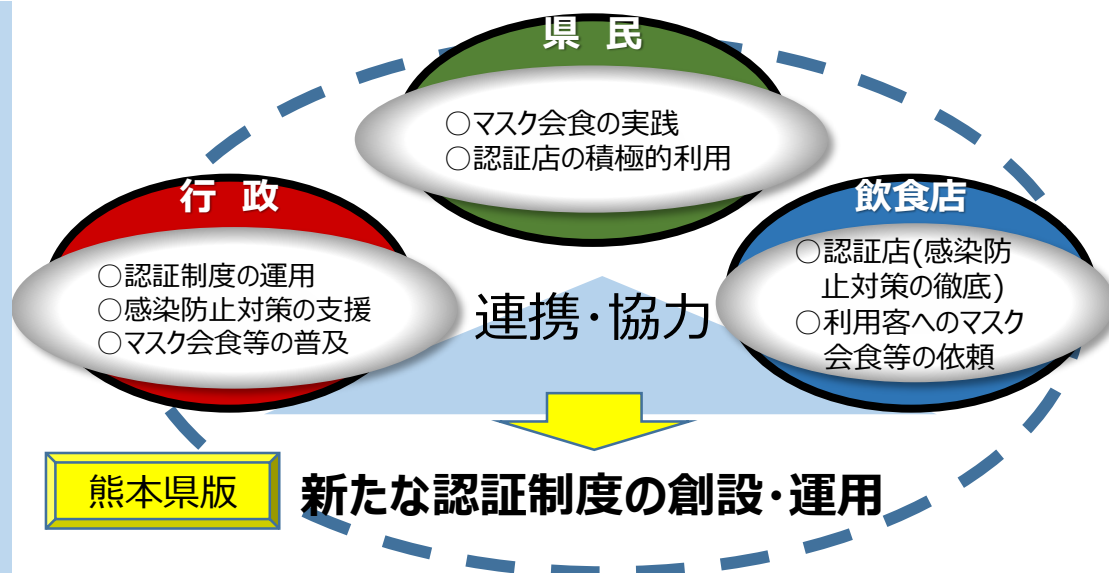 県 民
○マスク会食の実践
○認証店の積極的利用
行 政
○認証制度の運用
○感染防止対策の支援
○マスク会食等の普及
飲食店
○認証店(感染防
止対策の徹底)
○利用客へのマスク
会食等の依頼
連携・協力
熊本県版
新たな認証制度の創設・運用